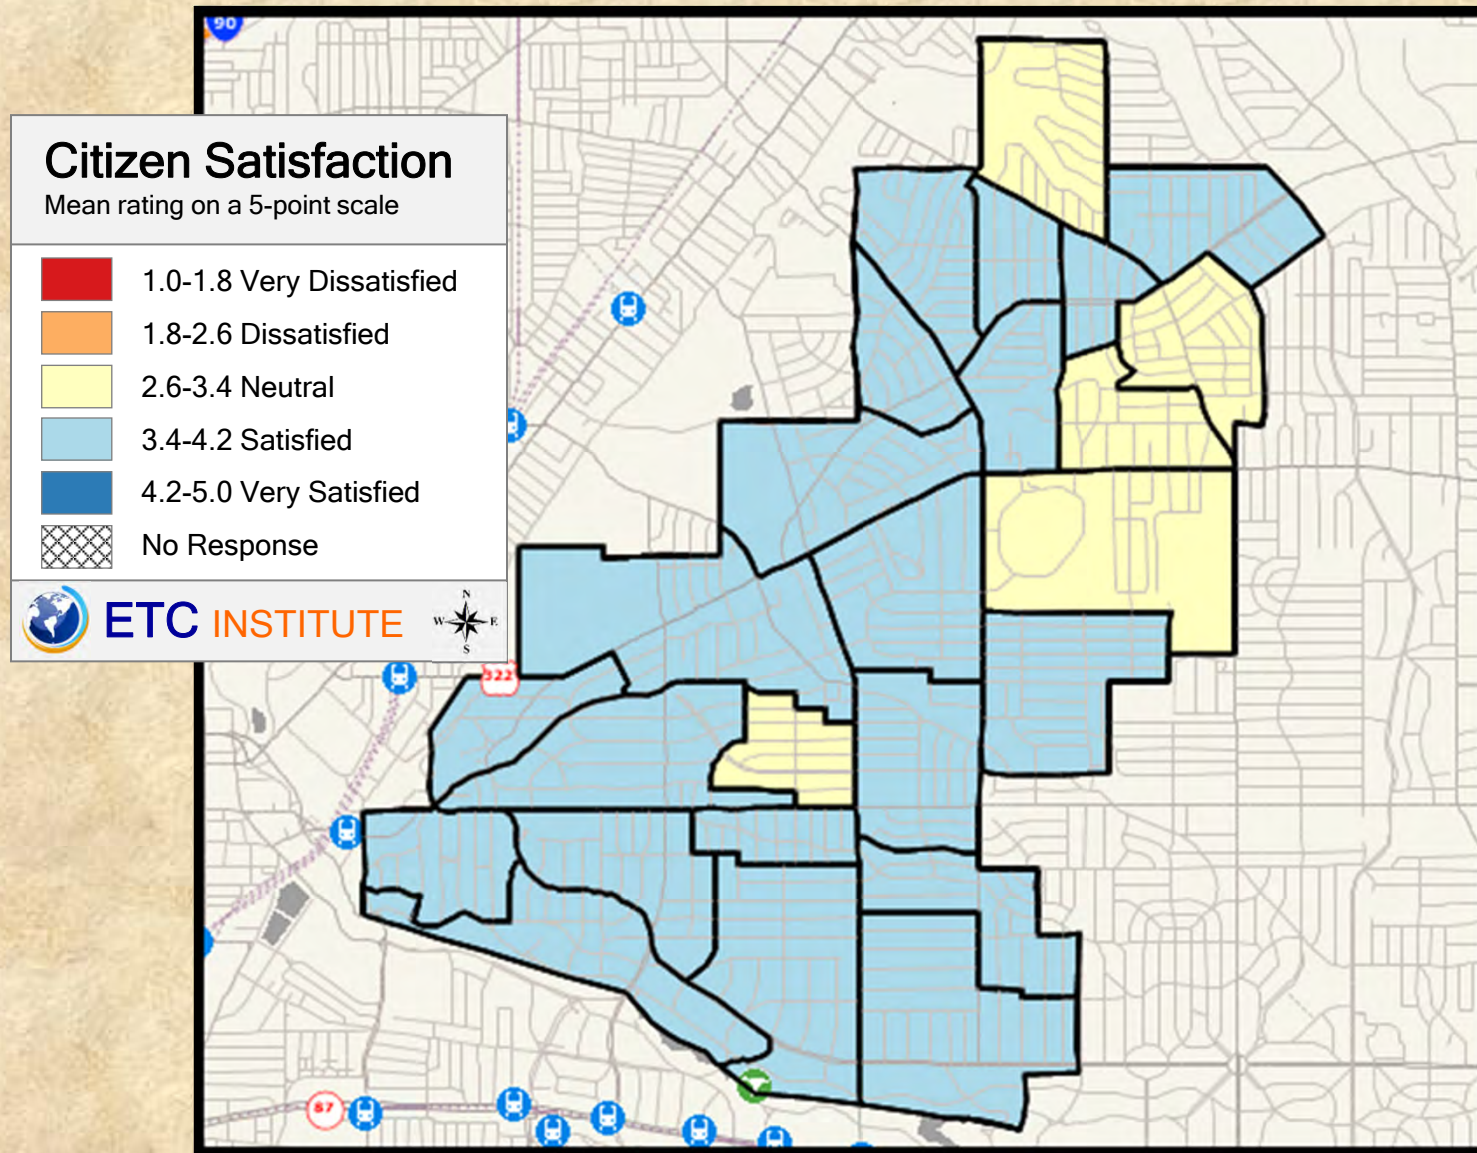 90
Citizen Satisfaction
Mean rating on a 5-point scale
1.0-1.8 Very Dissatisfied
1.8-2.6 Dissatisfied
2.6-3.4 Neutral
3.4-4.2 Satisfied
4.2-5.0 Very Satisfied
No Response
ETC INSTITUTE
N
W E
S
322
87